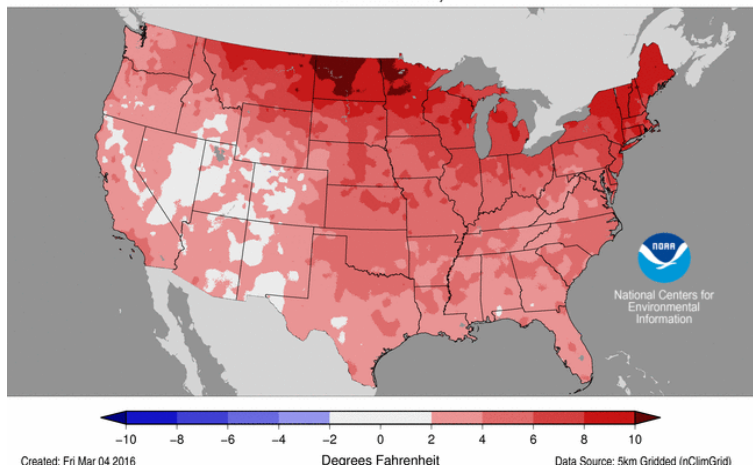 NOAA
National Centers for
Environmental
Information
-10 -8 -6 -4 -2 0 2 4 6 8 10
Created: Fri Mar 04 2016 Degrees Fahrenheit Data Source: 5km Gridded (nClimGrid)